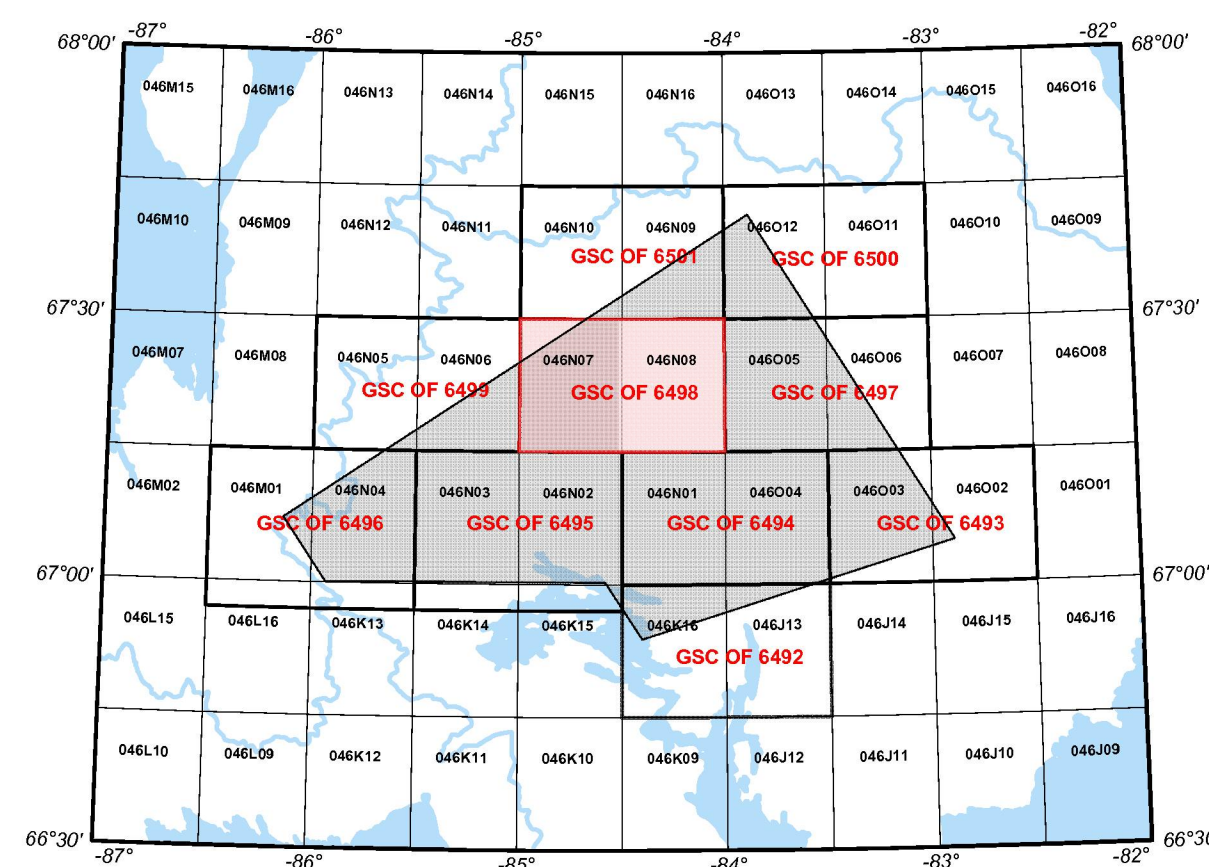 -87° -86° -85° -84° -83° -82°
68°00' 68°00'
046M15 046M16 046N13 046N14 046N15 046N16 046O13 046O14 046O15 046O16
046M10 046M09 046N12 046N11 046N10 046N09 046O12 046O11 046O10 046O09
GSC OF 6501 GSC OF 6500
67°30' 67°30'
046M07 046M08 046N05 046N06 046N07 046N08 046O05 046O06 046O07 046O08
GSC OF 6499 GSC OF 6498 GSC OF 6497
046M02 046M01 046N04 046N03 046N02 046N01 046O04 046O03 046O02 046O01
GSC OF 6496 GSC OF 6495 GSC OF 6494 GSC OF 6493
67°00' 67°00'
046L15 046L16 046K13 046K14 046K15 046K16 046J13 046J14 046J15 046J16
GSC OF 6492
046L10 046L09 046K12 046K11 046K10 046K09 046J12 046J11 046J10 046J09
66°30' 66°30
-87° -86° -85° -84° -83° -82°